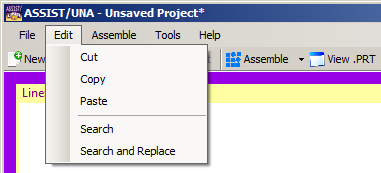 ASSIST/UNA - Unsaved Project*
File Edit Assemble Tools Help
New Assemble View .PRT
Cut
Line
Copy
Paste
Search
Search and Replace